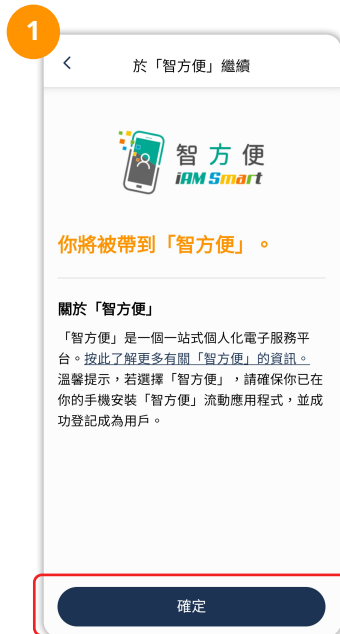 1
於「智方便」繼續
智方便
iAM Smart
你將被帶到「智方便」。
關於「智方便」
「智方便」是一個一站式個人化電子服務平
台。按此了解更多有關「智方便」的資訊。
溫馨提示，若選擇「智方便」，請確保你已在
你的手機安裝「智方便」流動應用程式，並成
功登記成為用戶。
確定